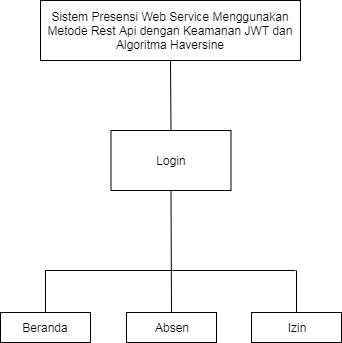 Sistem Presensi Web Service Menggunakan
Metode Rest Api dengan Keamanan JWT dan
Algoritma Haversine
Login
Beranda
Absen
Izin